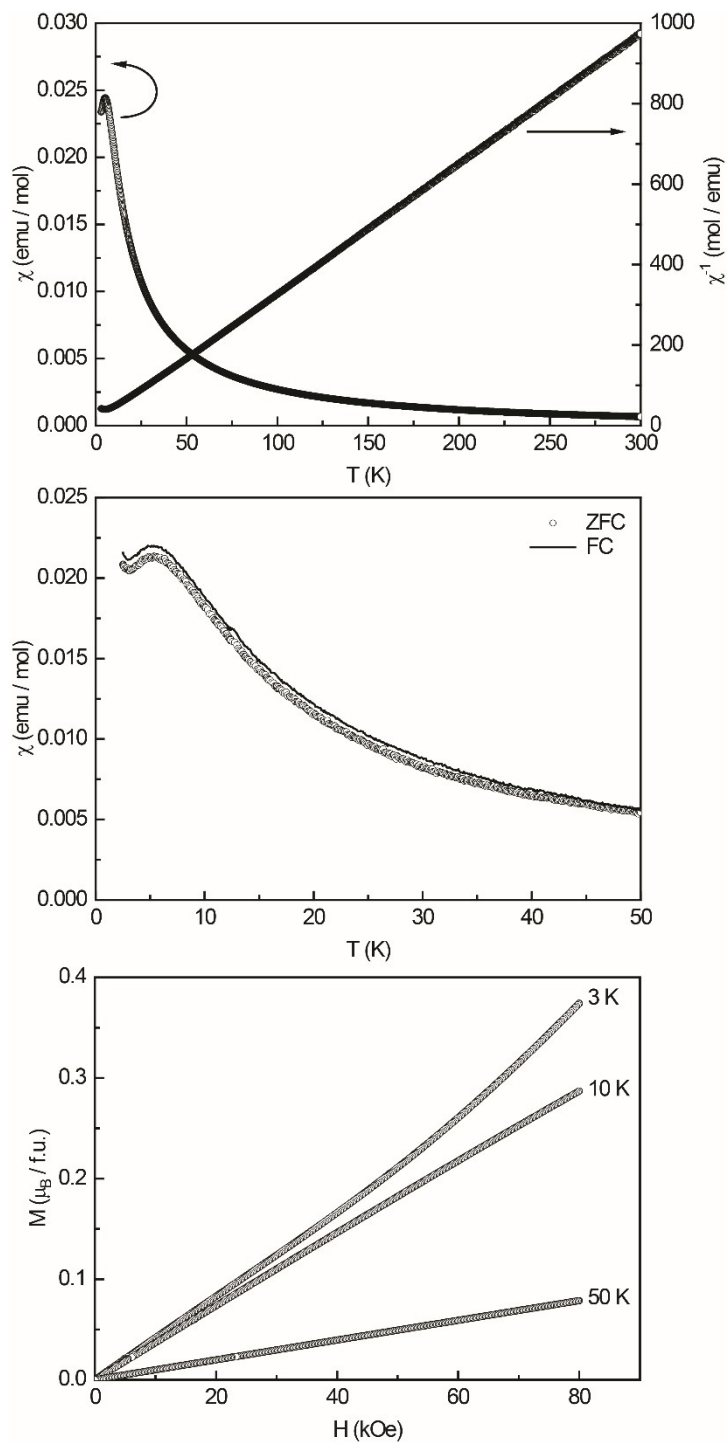 0.030
0.025
0.020
0.015
0.010
0.005
0.000
χ (emu / mol)
1000
800
600
400
200
0
χ⁻¹ (mol / emu)
0 50 100 150 200 250 300
T (K)
0.025
0.020
0.015
0.010
0.005
0.000
χ (emu / mol)
ZFC
FC
0 10 20 30 40 50
T (K)
0.4
0.3
0.2
0.1
0.0
M (μB / f.u.)
3 K
10 K
50 K
0 20 40 60 80
H (kOe)